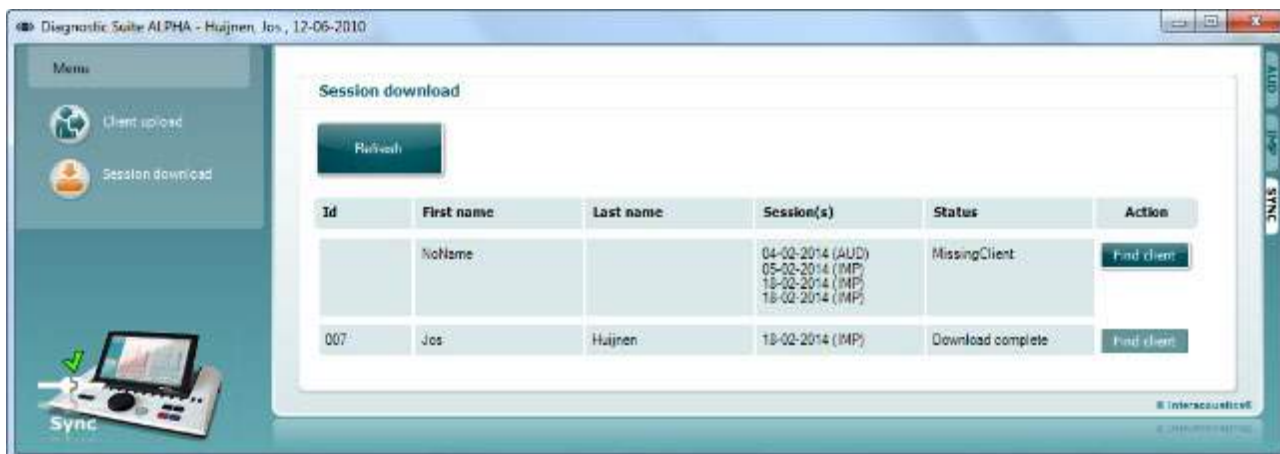 Diagnostic Suite ALPHA - Huijnen, Jos , 12-06-2010
Menu
Client upload
Session download
Sync
Session download
Refresh
Id First name Last name Session(s) Status Action
NoName 04-02-2014 (AUD) MissingClient Find client
05-02-2014 (IMP)
18-02-2014 (IMP)
18-02-2014 (IMP)
007 Jos Huijnen 18-02-2014 (IMP) Download complete Find client
AUD
IMP
SYNC